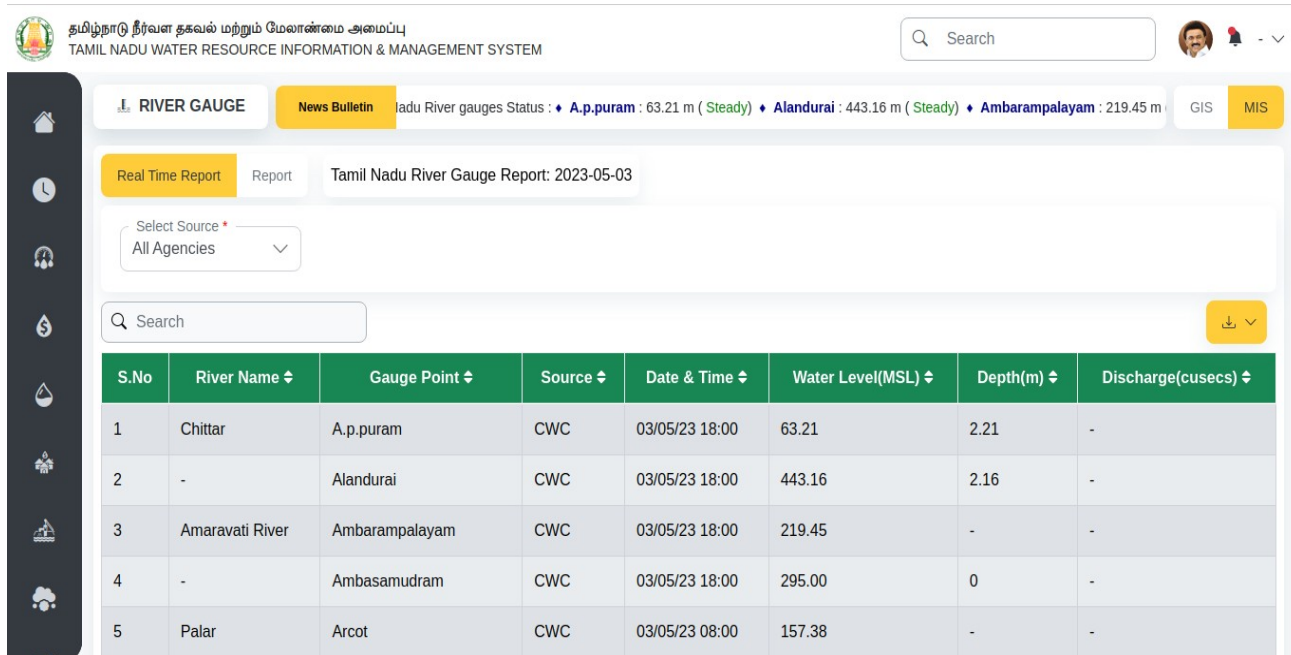 தமிழ்நாடு நீர்வள தகவல் மற்றும் மேலாண்மை அமைப்பு
TAMIL NADU WATER RESOURCE INFORMATION & MANAGEMENT SYSTEM
Search
-
RIVER GAUGE
News Bulletin
River gauges Status : ♦ A.p.puram : 63.21 m ( Steady) ♦ Alandurai : 443.16 m ( Steady) ♦ Ambarampalayam : 219.45 m
GIS
MIS
Real Time Report
Report
Tamil Nadu River Gauge Report: 2023-05-03
Select Source *
All Agencies
Search
S.No River Name Gauge Point Source Date & Time Water Level(MSL) Depth(m) Discharge(cusecs)
1 Chittar A.p.puram CWC 03/05/23 18:00 63.21 2.21 -
2 - Alandurai CWC 03/05/23 18:00 443.16 2.16 -
3 Amaravati River Ambarampalayam CWC 03/05/23 18:00 219.45 - -
4 - Ambasamudram CWC 03/05/23 18:00 295.00 0 -
5 Palar Arcot CWC 03/05/23 08:00 157.38 - -